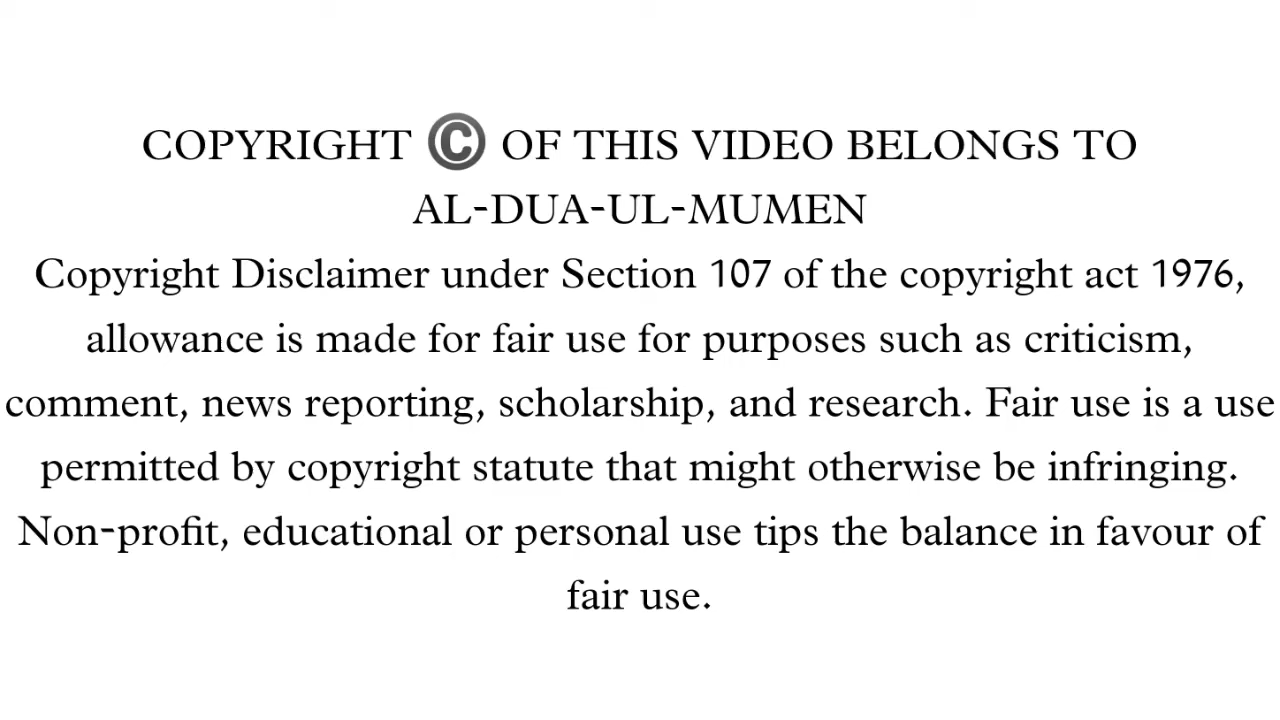 COPYRIGHT © OF THIS VIDEO BELONGS TO
AL-DUA-UL-MUMEN
Copyright Disclaimer under Section 107 of the copyright act 1976,
allowance is made for fair use for purposes such as criticism,
comment, news reporting, scholarship, and research. Fair use is a use
permitted by copyright statute that might otherwise be infringing.
Non-profit, educational or personal use tips the balance in favour of
fair use.